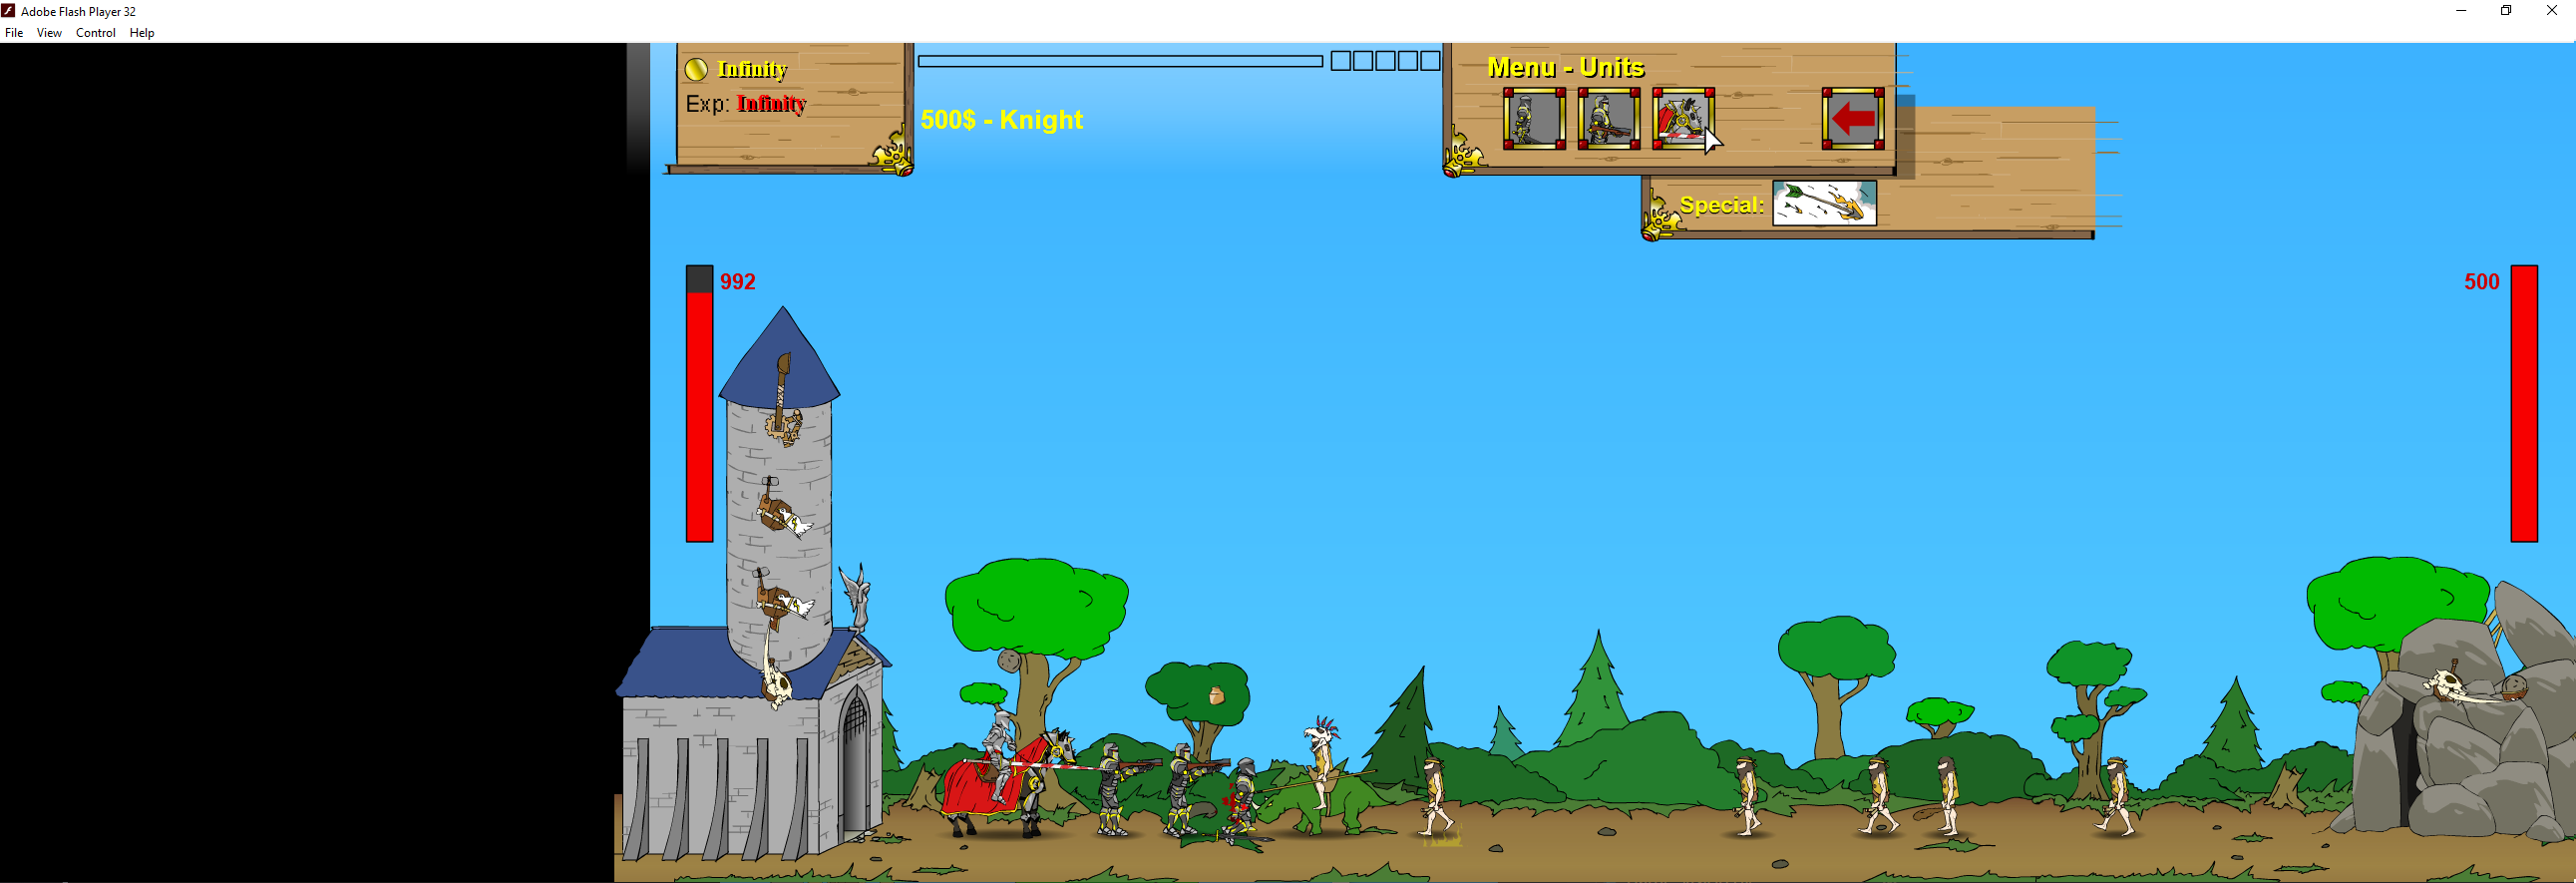 Adobe Flash Player 32
File View Control Help
Infinity
Exp: Infinity
500$ - Knight
Menu - Units
Special:
992
500